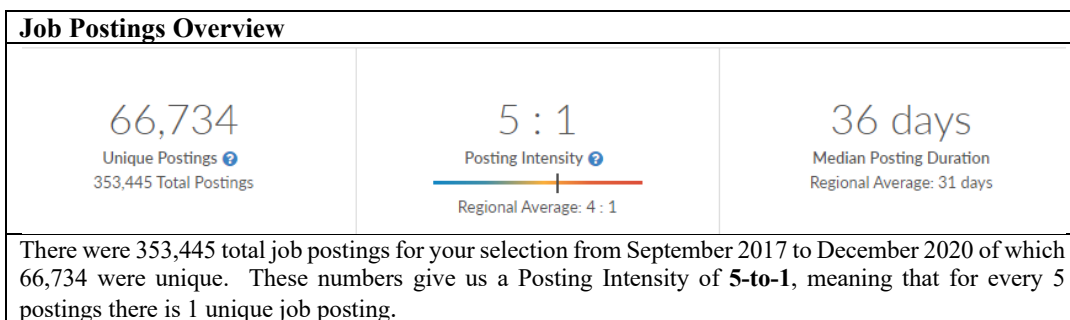 Job Postings Overview
66,734
Unique Postings ?
353,445 Total Postings
5 : 1
Posting Intensity ?
Regional Average: 4 : 1
36 days
Median Posting Duration
Regional Average: 31 days
There were 353,445 total job postings for your selection from September 2017 to December 2020 of which
66,734 were unique.  These numbers give us a Posting Intensity of 5-to-1, meaning that for every 5
postings there is 1 unique job posting.